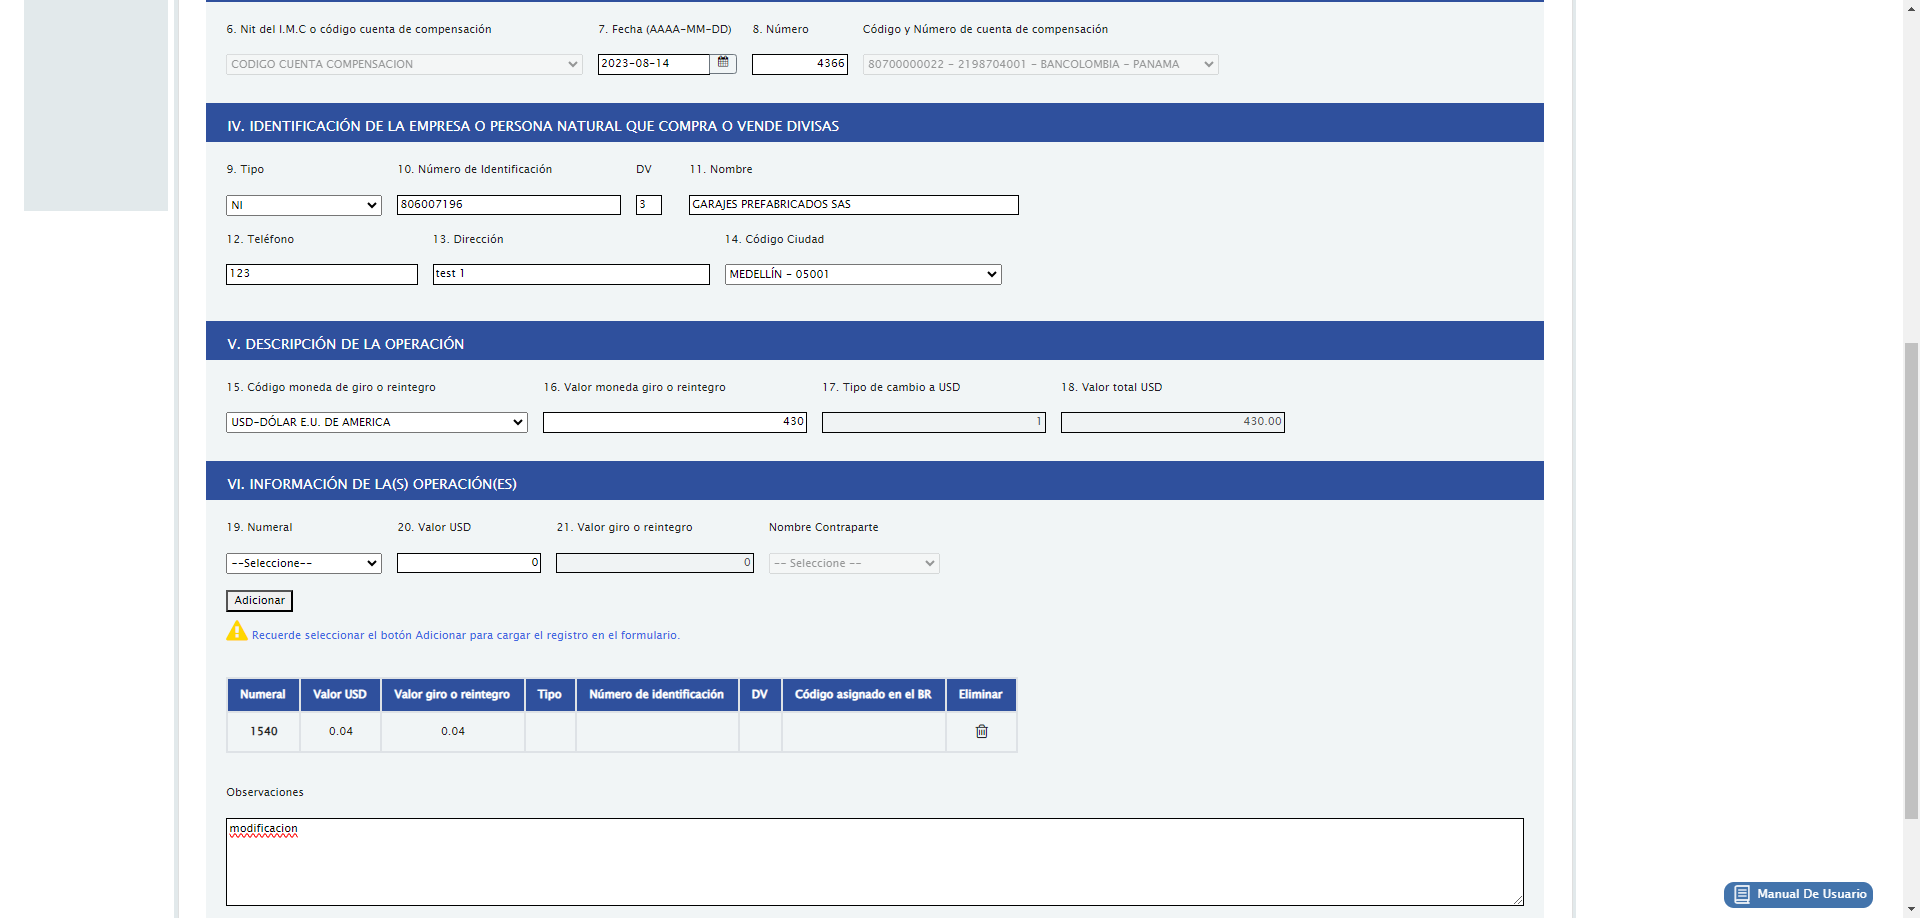 6. Nit del I.M.C o código cuenta de compensación 7. Fecha (AAAA-MM-DD) 8. Número Código y Número de cuenta de compensación
CODIGO CUENTA COMPENSACION 2023-08-14 4366 80700000022 - 2198704001 - BANCOLOMBIA - PANAMA
IV. IDENTIFICACIÓN DE LA EMPRESA O PERSONA NATURAL QUE COMPRA O VENDE DIVISAS
9. Tipo 10. Número de Identificación DV 11. Nombre
NI 806007196 3 GARAJES PREFABRICADOS SAS
12. Teléfono 13. Dirección 14. Código Ciudad
123 test 1 MEDELLÍN - 05001
V. DESCRIPCIÓN DE LA OPERACIÓN
15. Código moneda de giro o reintegro 16. Valor moneda giro o reintegro 17. Tipo de cambio a USD 18. Valor total USD
USD-DÓLAR E.U. DE AMERICA 430 1 430.00
VI. INFORMACIÓN DE LA(S) OPERACIÓN(ES)
19. Numeral 20. Valor USD 21. Valor giro o reintegro Nombre Contraparte
--Seleccione-- 0 0 -- Seleccione --
Adicionar
Recuerde seleccionar el botón Adicionar para cargar el registro en el formulario.
Numeral Valor USD Valor giro o reintegro Tipo Número de identificación DV Código asignado en el BR Eliminar
1540 0.04 0.04
Observaciones
modificacion
Manual De Usuario